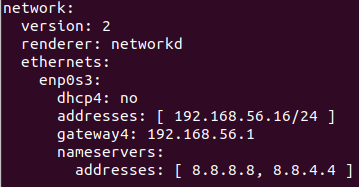 network:
  version: 2
  renderer: networkd
  ethernets:
    enp0s3:
      dhcp4: no
      addresses: [ 192.168.56.16/24 ]
      gateway4: 192.168.56.1
      nameservers:
        addresses: [ 8.8.8.8, 8.8.4.4 ]